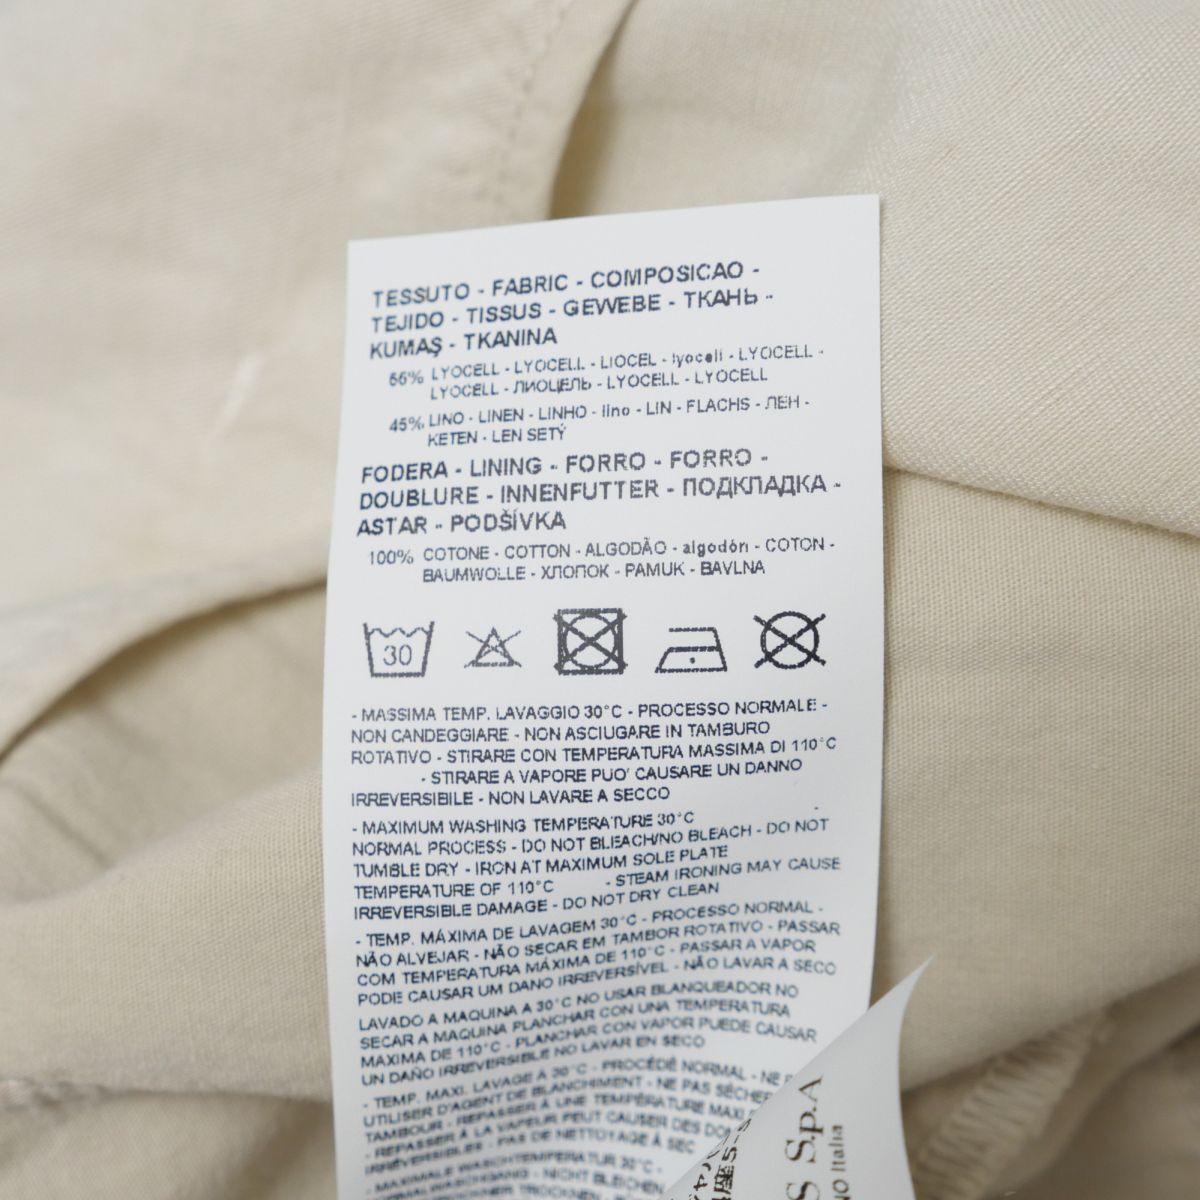 TESSUTO - FABRIC - COMPOSICAO -
TEJIDO - TISSUS - GEWEBE - ТКАНЬ -
KUMAŞ - TKANINA
55% LYOCELL - LYOCELL - LIOCEL - lyocell - LYOCELL -
LYOCELL - ЛИОЦЕЛЬ - LYOCELL - LYOCELL
45% LINO - LINEN - LINHO - lino - LIN - FLACHS - ЛЕН -
KETEN - LEN SETÝ
FODERA - LINING - FORRO - FORRO -
DOUBLURE - INNENFUTTER - ПОДКЛАДКА -
ASTAR - PODŠÍVKA
100% COTONE - COTTON - ALGODÃO - algodón - COTON -
BAUMWOLLE - ХЛОПОК - PAMUK - BAVLNA
30
- MASSIMA TEMP. LAVAGGIO 30°C - PROCESSO NORMALE -
NON CANDEGGIARE - NON ASCIUGARE IN TAMBURO
ROTATIVO - STIRARE CON TEMPERATURA MASSIMA DI 110°C
- STIRARE A VAPORE PUO' CAUSARE UN DANNO
IRREVERSIBILE - NON LAVARE A SECCO -
- MAXIMUM WASHING TEMPERATURE 30°C
NORMAL PROCESS - DO NOT BLEACH/NO BLEACH - DO NOT
TUMBLE DRY - IRON AT MAXIMUM SOLE PLATE
TEMPERATURE OF 110°C - STEAM IRONING MAY CAUSE
IRREVERSIBLE DAMAGE - DO NOT DRY CLEAN
- TEMP. MÁXIMA DE LAVAGEM 30°C - PROCESSO NORMAL -
NÃO ALVEJAR - NÃO SECAR EM TAMBOR ROTATIVO - PASSAR
COM TEMPERATURA MÁXIMA DE 110°C - PASSAR A VAPOR
PODE CAUSAR UM DANO IRREVERSÍVEL - NÃO LAVAR A SECO
LAVADO A MAQUINA A 30°C NO USAR BLANQUEADOR NO
SECAR A MAQUINA PLANCHAR CON UNA TEMPERATURA
MAXIMA DE 110°C - PLANCHAR CON VAPOR PUEDE CAUSAR
UN DAÑO IRREVERSIBLE NO LAVAR EN SECO
- TEMP. MAXI. LAVAGE À 30°C - PROCÉDÉ NORMAL - NE
UTILISER D'AGENT DE BLANCHIMENT - NE PAS SÉCHER
TAMBOUR - REPASSER À UNE TEMPÉRATURE MAXI
- REPASSER À LA VAPEUR PEUT CAUSER DES
IRRÉVERSIBLES - PAS DE NETTOYAGE À SEC
- MAXIMALE WASCHTEMPERATUR 30°C -
NORMAL WASCHGANG - NICHT BLEICHEN
TROCKNEN
S S.p.A
Italia